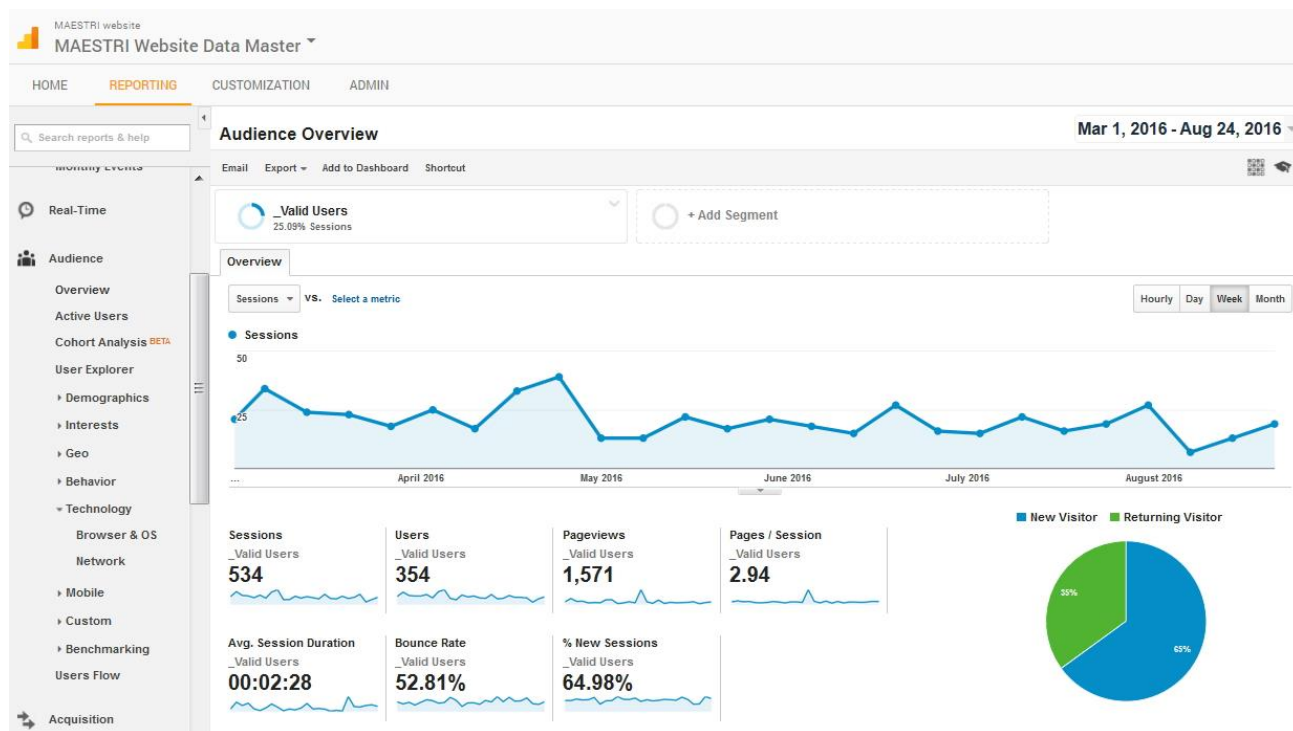 MAESTRI website
MAESTRI Website Data Master
HOME REPORTING CUSTOMIZATION ADMIN
Search reports & help
Audience Overview
Mar 1, 2016 - Aug 24, 2016
Monthly Events
Email Export Add to Dashboard Shortcut
Real-Time
_Valid Users
25.09% Sessions
+ Add Segment
Audience
Overview
Overview
Active Users
Cohort Analysis BETA
User Explorer
Demographics
Interests
Geo
Behavior
Technology
Browser & OS
Network
Mobile
Custom
Benchmarking
Users Flow
Acquisition
Sessions VS. Select a metric
Hourly Day Week Month
Sessions
50
25
... April 2016 May 2016 June 2016 July 2016 August 2016
New Visitor Returning Visitor
Sessions
_Valid Users
534
Users
_Valid Users
354
Pageviews
_Valid Users
1,571
Pages / Session
_Valid Users
2.94
Avg. Session Duration
_Valid Users
00:02:28
Bounce Rate
_Valid Users
52.81%
% New Sessions
_Valid Users
64.98%
35%
65%